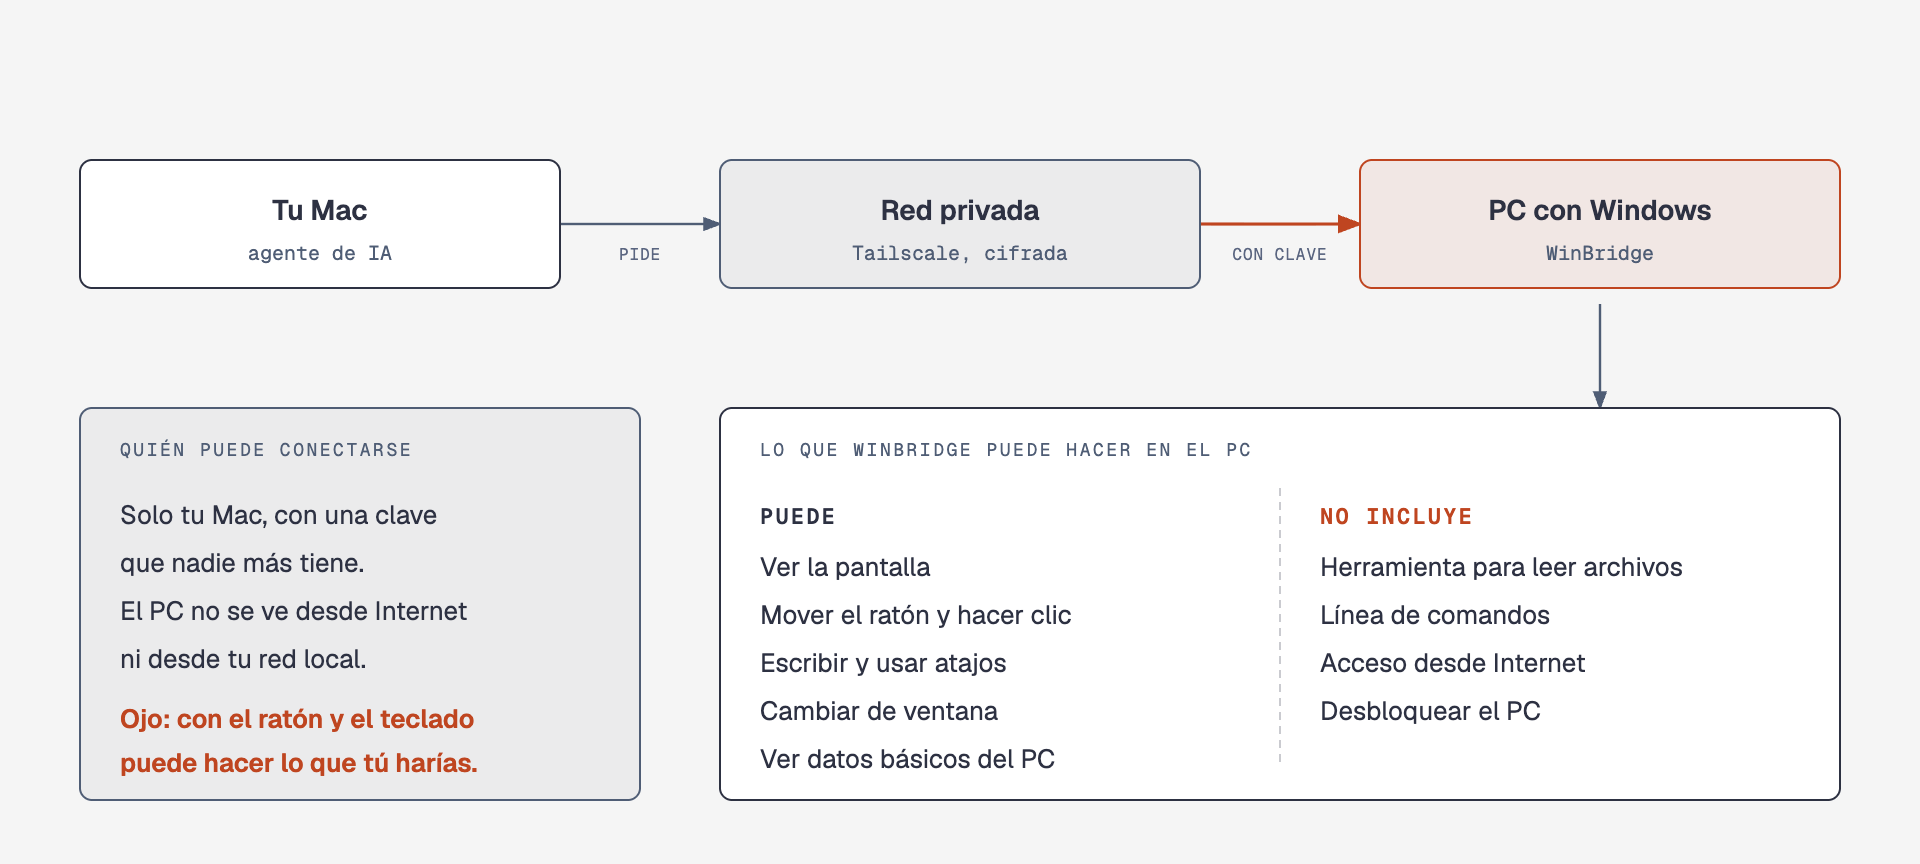 Tu Mac
agente de IA
PIDE
Red privada
Tailscale, cifrada
CON CLAVE
PC con Windows
WinBridge
QUIÉN PUEDE CONECTARSE
Solo tu Mac, con una clave
que nadie más tiene.
El PC no se ve desde Internet
ni desde tu red local.
Ojo: con el ratón y el teclado
puede hacer lo que tú harías.
LO QUE WINBRIDGE PUEDE HACER EN EL PC
PUEDE
Ver la pantalla
Mover el ratón y hacer clic
Escribir y usar atajos
Cambiar de ventana
Ver datos básicos del PC
NO INCLUYE
Herramienta para leer archivos
Línea de comandos
Acceso desde Internet
Desbloquear el PC